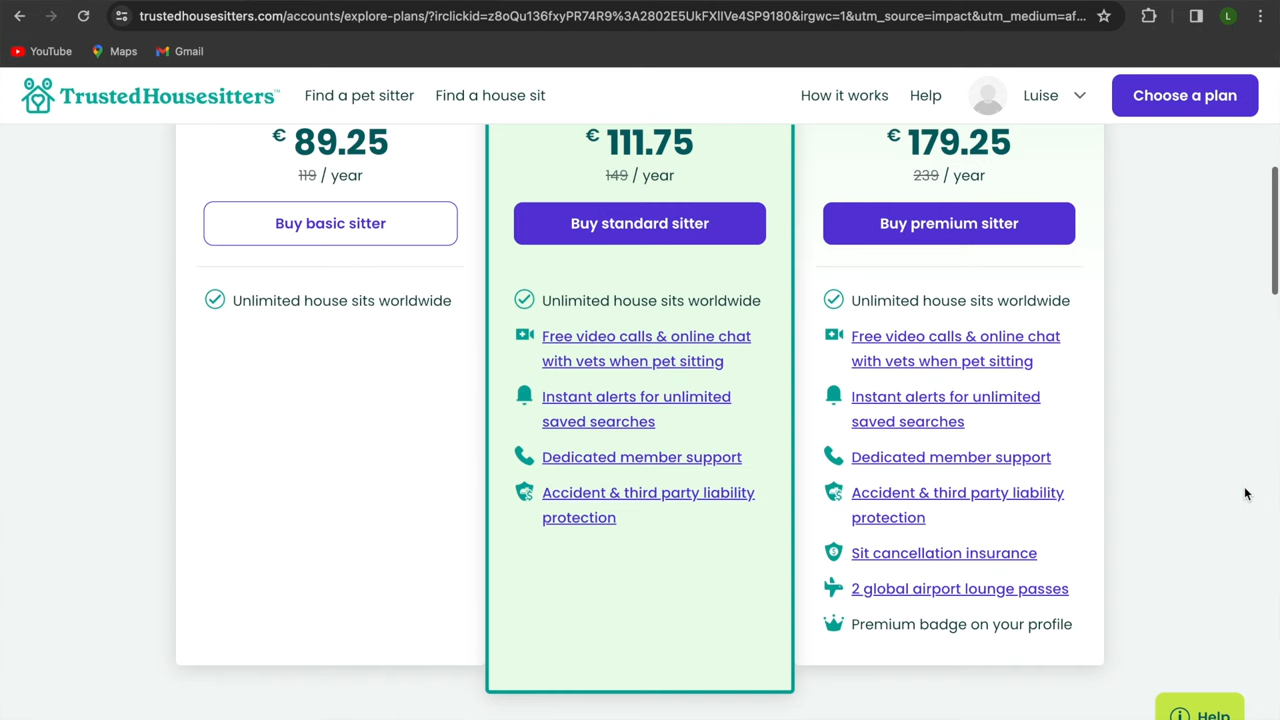 trustedhousesitters.com/accounts/explore-plans/?irclickid=z8oQu136fxyPR74R9%3A2802E5UkFXlIVe4SP9180&irgwc=1&utm_source=impact&utm_medium=af...
L
YouTube Maps Gmail
TrustedHousesitters™ Find a pet sitter Find a house sit How it works Help Luise Choose a plan
€ 89.25 € 111.75 € 179.25
119 / year 149 / year 239 / year
Buy basic sitter Buy standard sitter Buy premium sitter
Unlimited house sits worldwide
Unlimited house sits worldwide
Free video calls & online chat
with vets when pet sitting
Instant alerts for unlimited
saved searches
Dedicated member support
Accident & third party liability
protection
Unlimited house sits worldwide
Free video calls & online chat
with vets when pet sitting
Instant alerts for unlimited
saved searches
Dedicated member support
Accident & third party liability
protection
Sit cancellation insurance
2 global airport lounge passes
Premium badge on your profile
Help